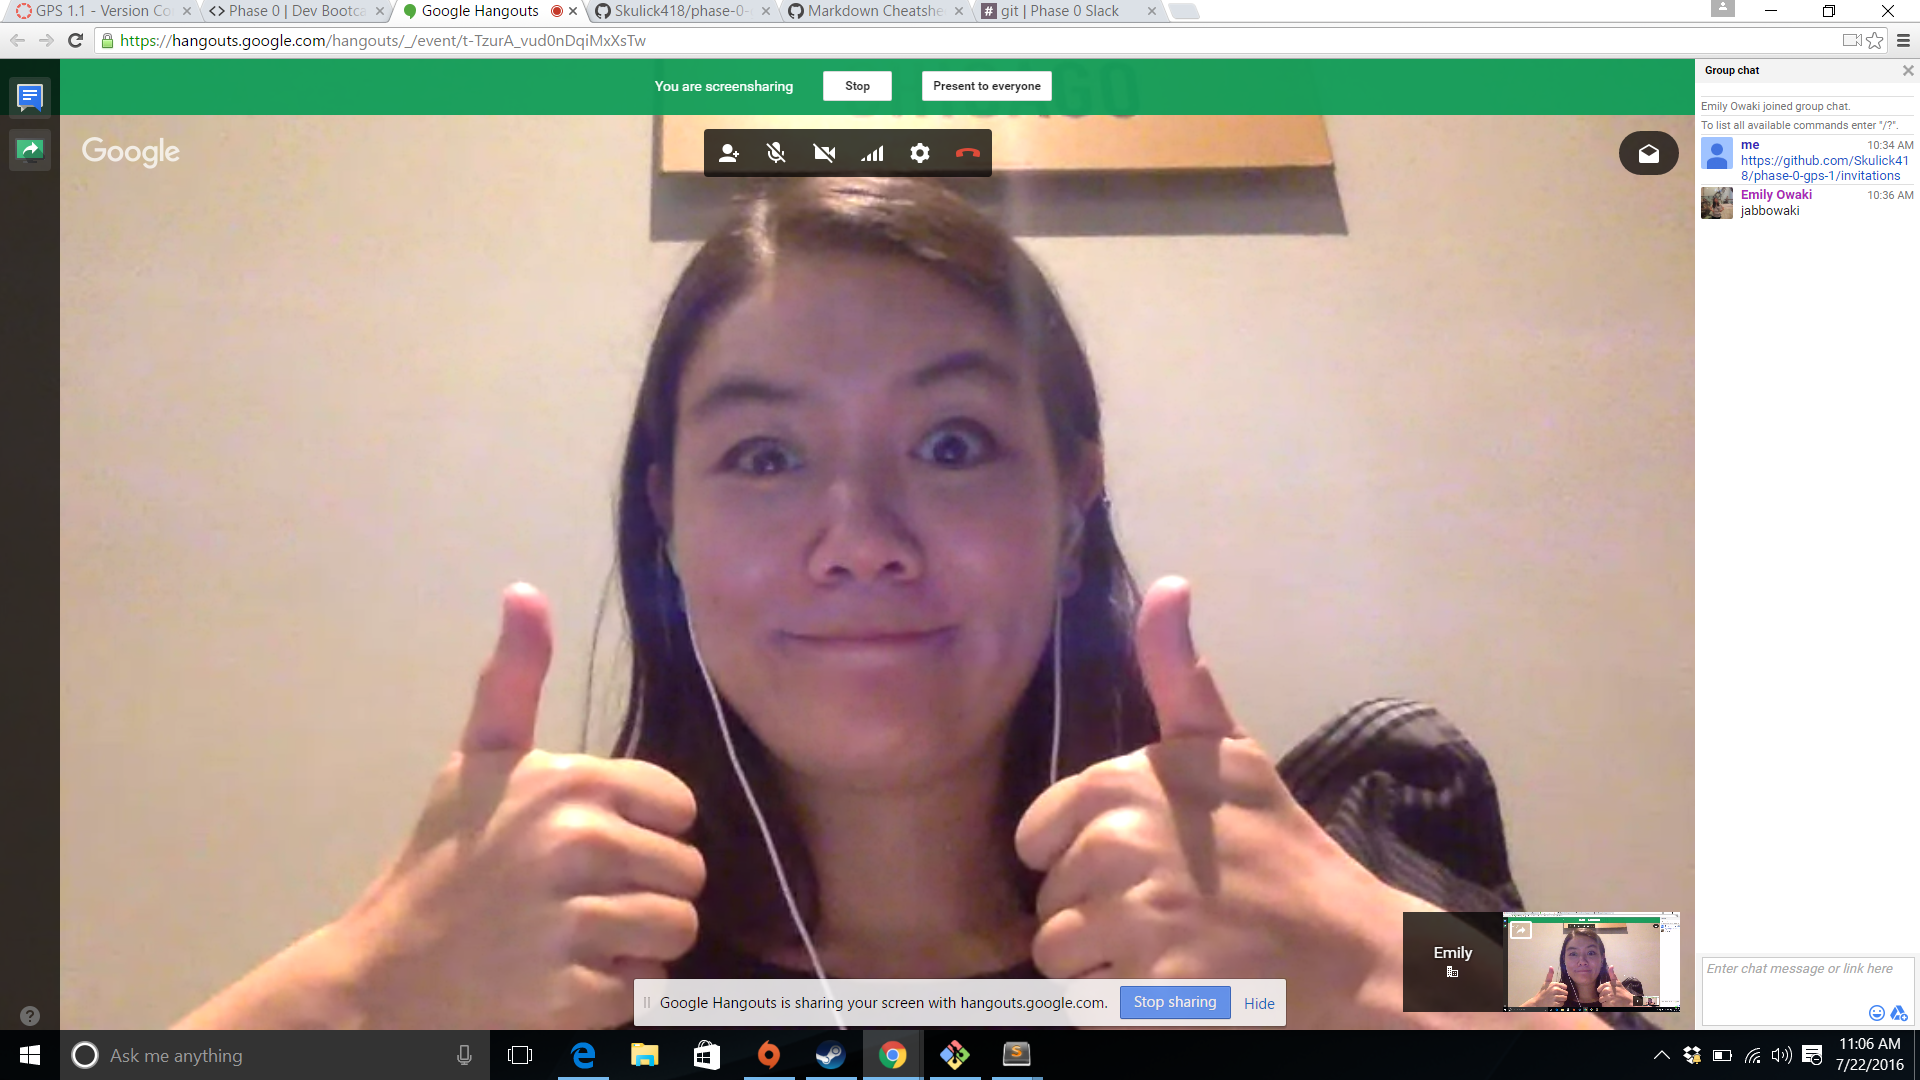 GPS 1.1 - Version Co
Phase 0 | Dev Bootca
Google Hangouts
Skulick418/phase-0-
Markdown Cheatshe
git | Phase 0 Slack
https://hangouts.google.com/hangouts/_/event/t-TzurA_vud0nDqiMxXsTw
You are screensharing
Stop
Present to everyone
Google
Group chat
Emily Owaki joined group chat.
To list all available commands enter "/?".
me
10:34 AM
https://github.com/Skulick41
8/phase-0-gps-1/invitations
Emily Owaki
10:36 AM
jabbowaki
Emily
Enter chat message or link here
Google Hangouts is sharing your screen with hangouts.google.com.
Stop sharing
Hide
Ask me anything
11:06 AM
7/22/2016